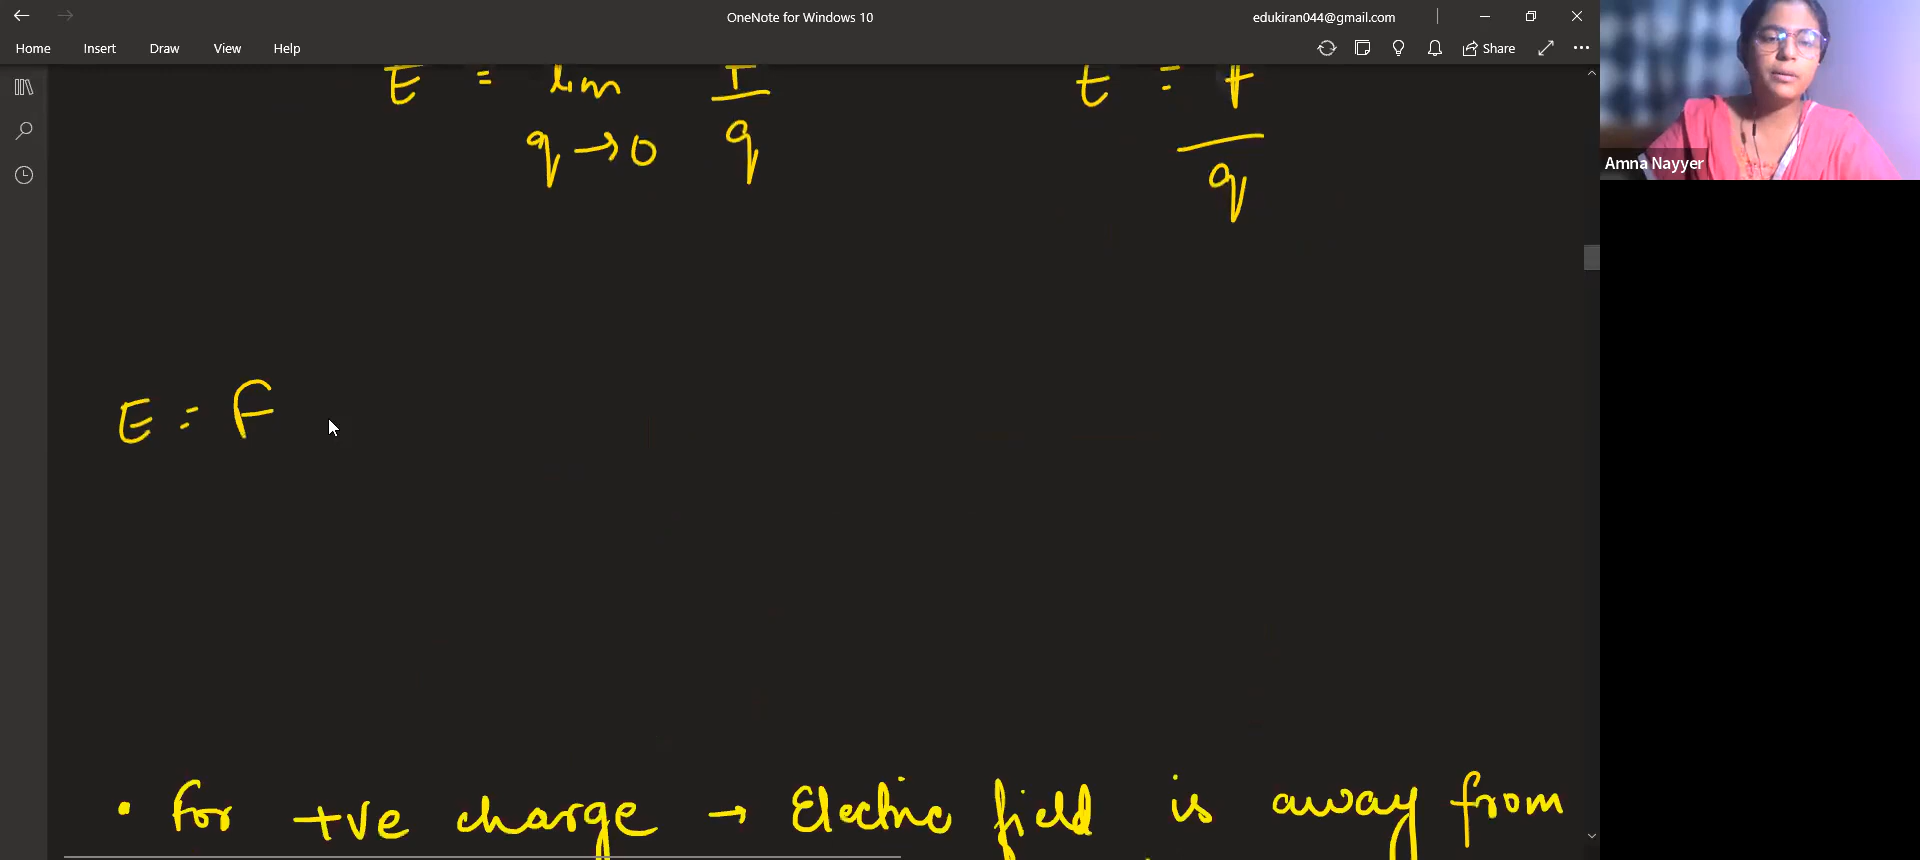 OneNote for Windows 10
edukiran044@gmail.com
Home Insert Draw View Help
Share
Amna Nayyer
E = lim F/q
q → 0
E = F/q
E = F
• For +ve charge → Electric field is away from